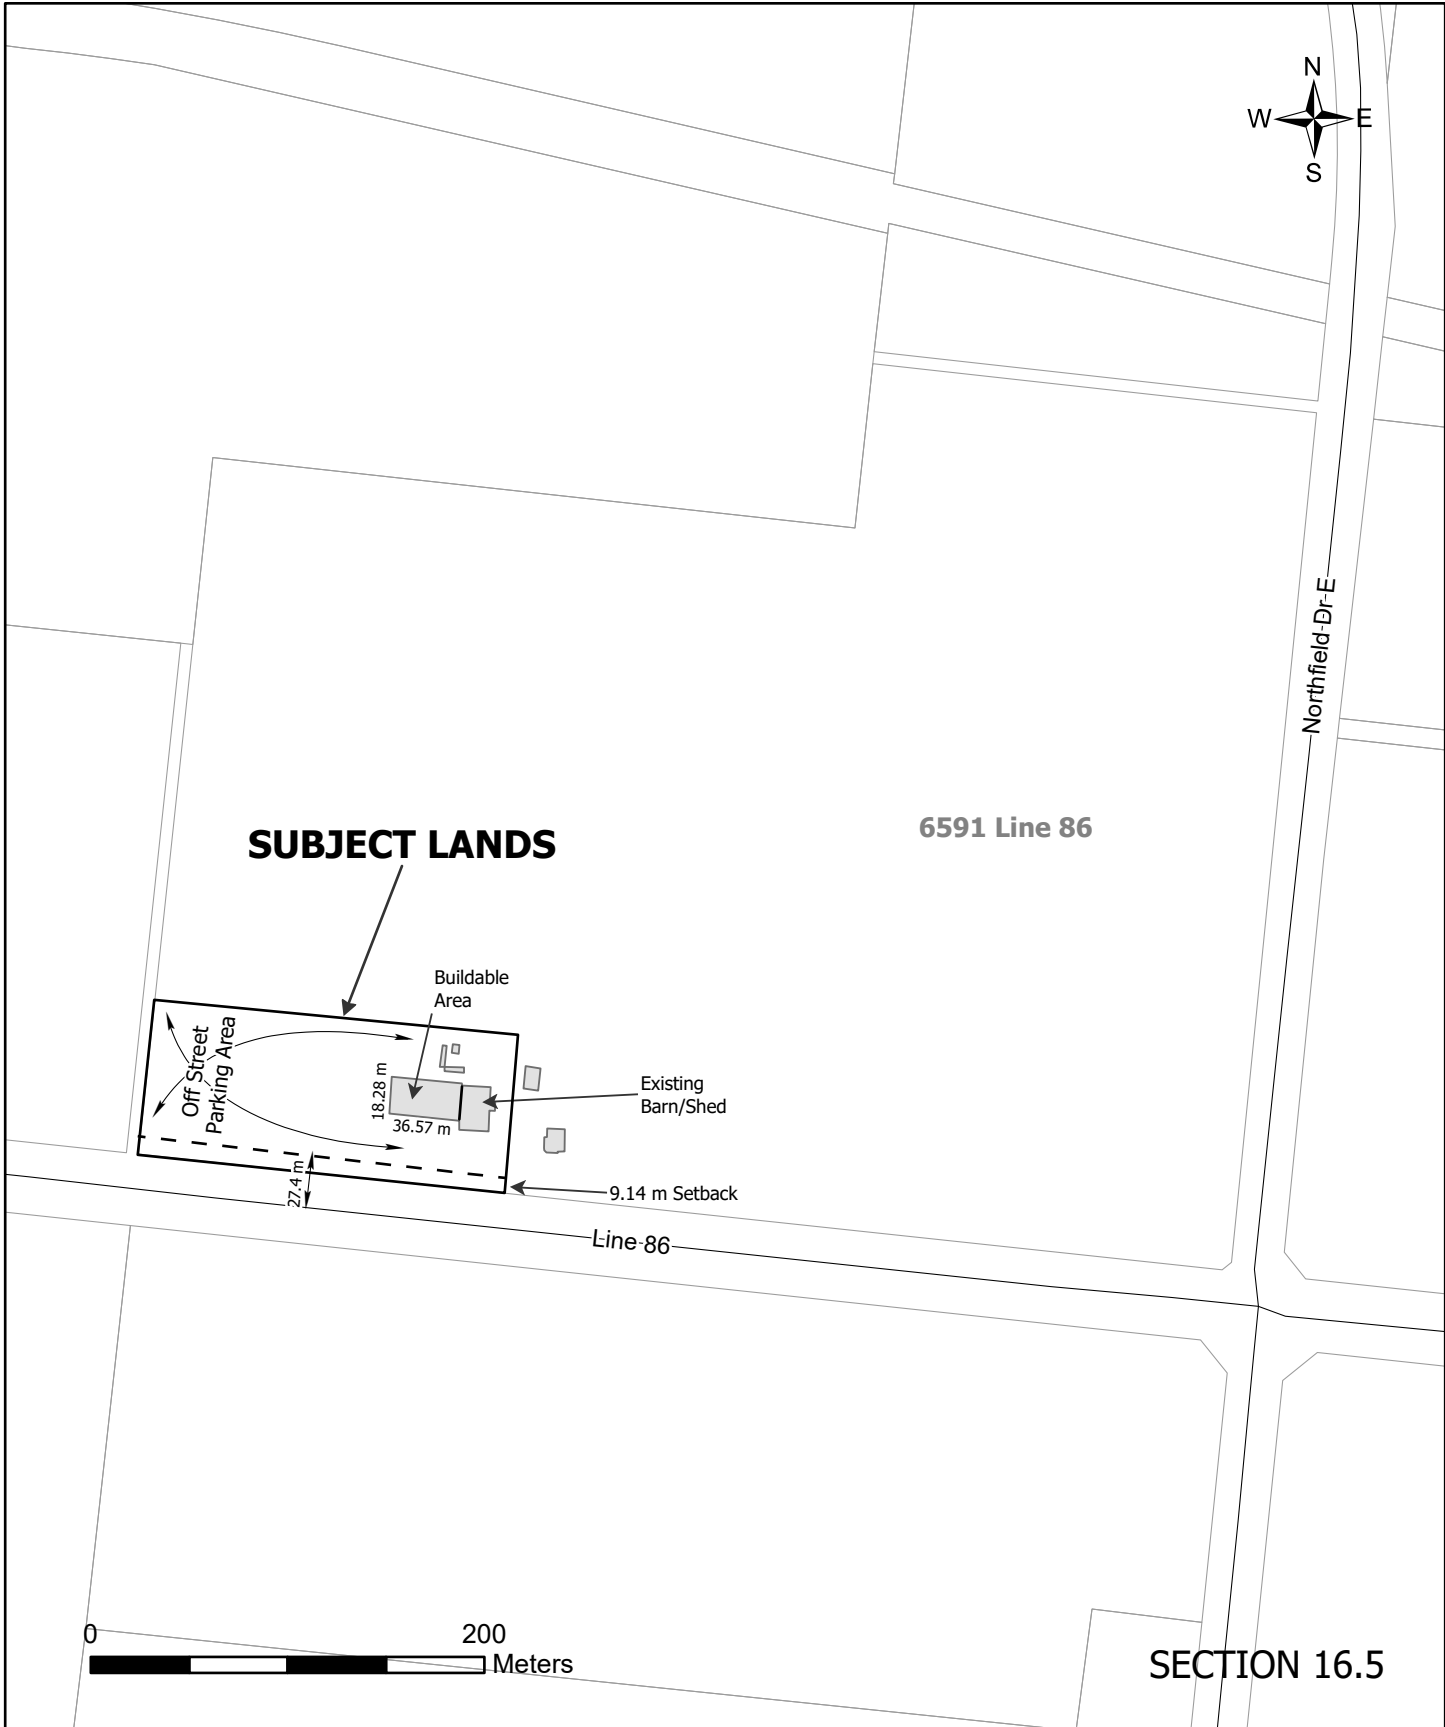 N
W E
S
Northfield-Dr-E
6591 Line 86
SUBJECT LANDS
Buildable
Area
Off Street
Parking Area
18.28 m
36.57 m
Existing
Barn/Shed
27.4 m
9.14 m Setback
Line-86
0 200
Meters
SECTION 16.5